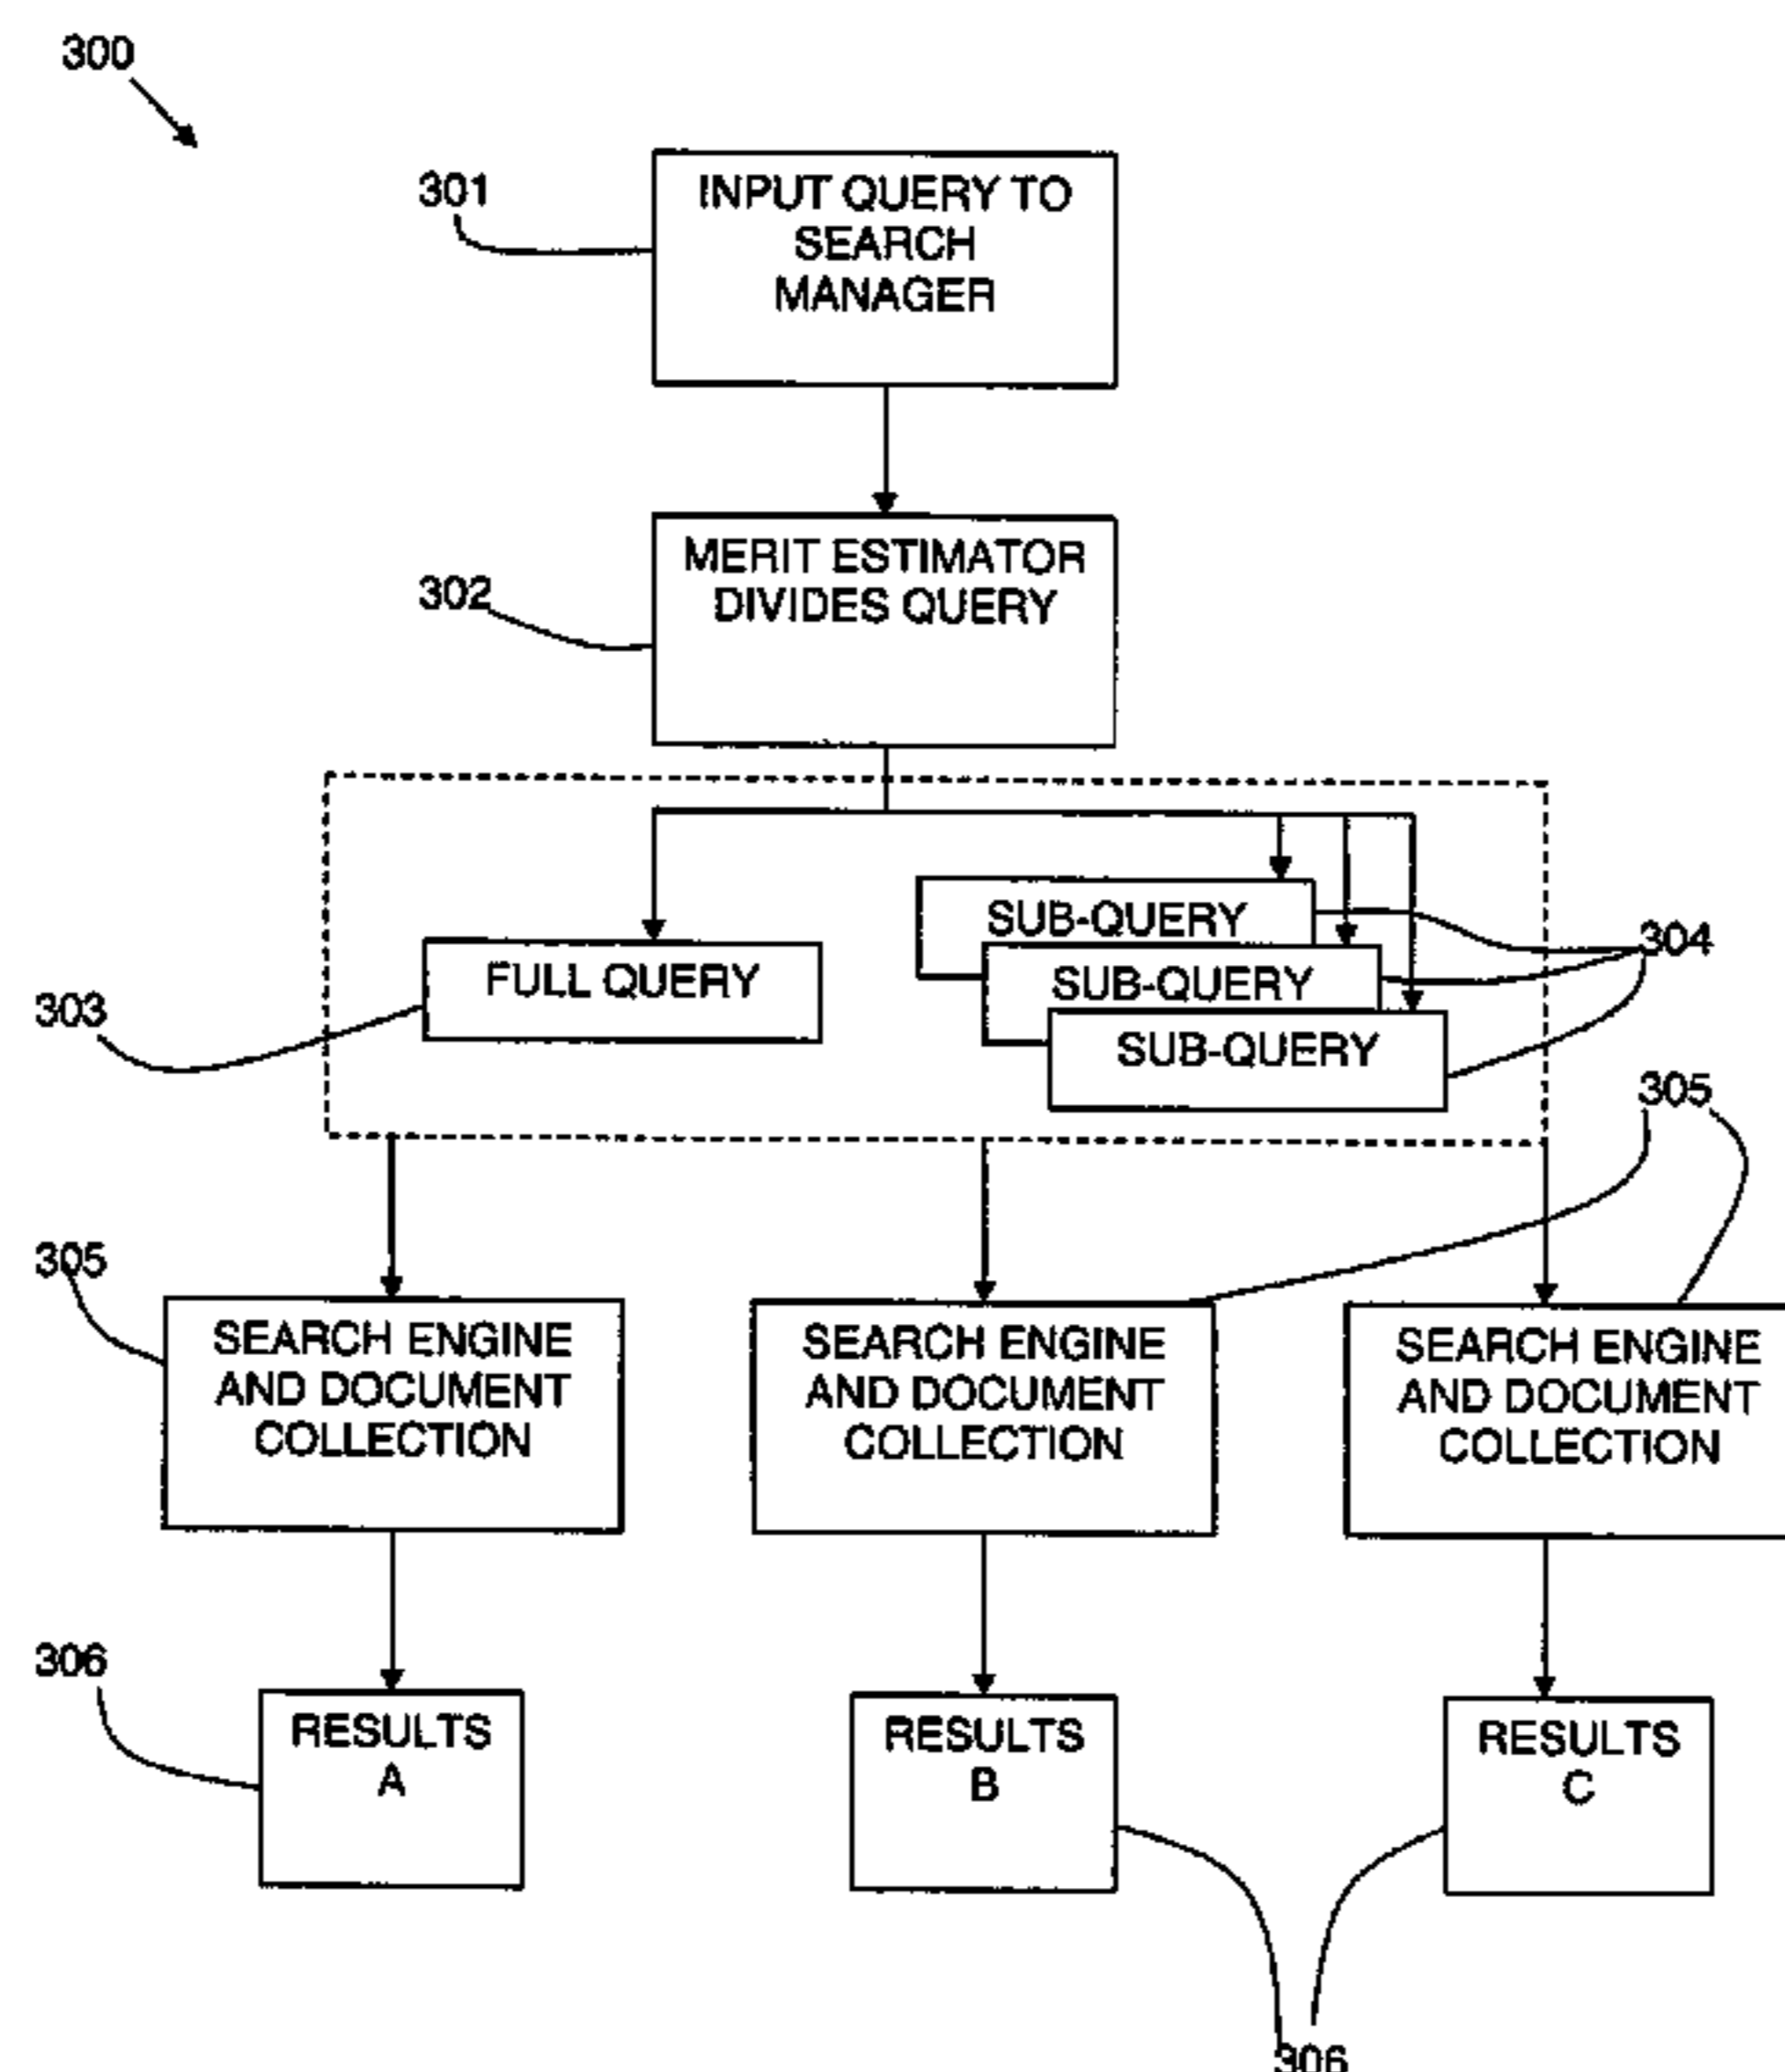 300
301
INPUT QUERY TO
SEARCH
MANAGER
302
MERIT ESTIMATOR
DIVIDES QUERY
303
FULL QUERY
SUB-QUERY
SUB-QUERY
SUB-QUERY
304
305
305
SEARCH ENGINE
AND DOCUMENT
COLLECTION
SEARCH ENGINE
AND DOCUMENT
COLLECTION
SEARCH ENGINE
AND DOCUMENT
COLLECTION
306
RESULTS
A
RESULTS
B
RESULTS
C
306